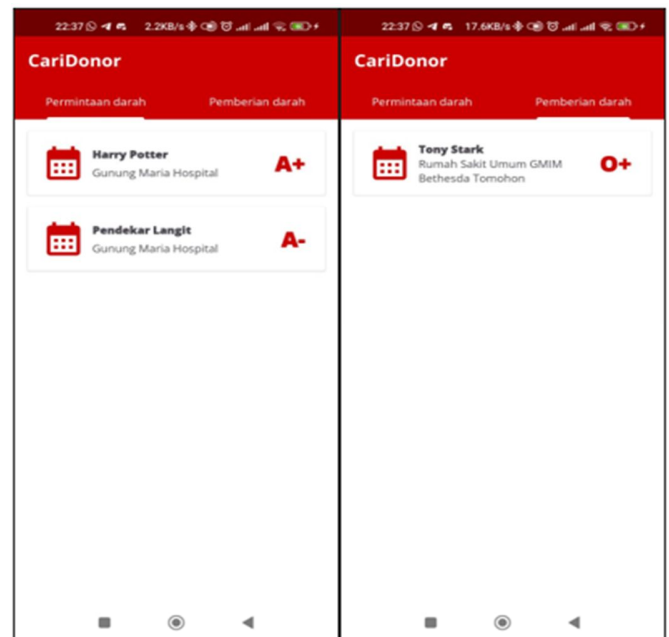 22:37 2.2KB/s
CariDonor
Permintaan darah Pemberian darah
Harry Potter
Gunung Maria Hospital
A+
Pendekar Langit
Gunung Maria Hospital
A-
22:37 17.6KB/s
CariDonor
Permintaan darah Pemberian darah
Tony Stark
Rumah Sakit Umum GMIM
Bethesda Tomohon
O+